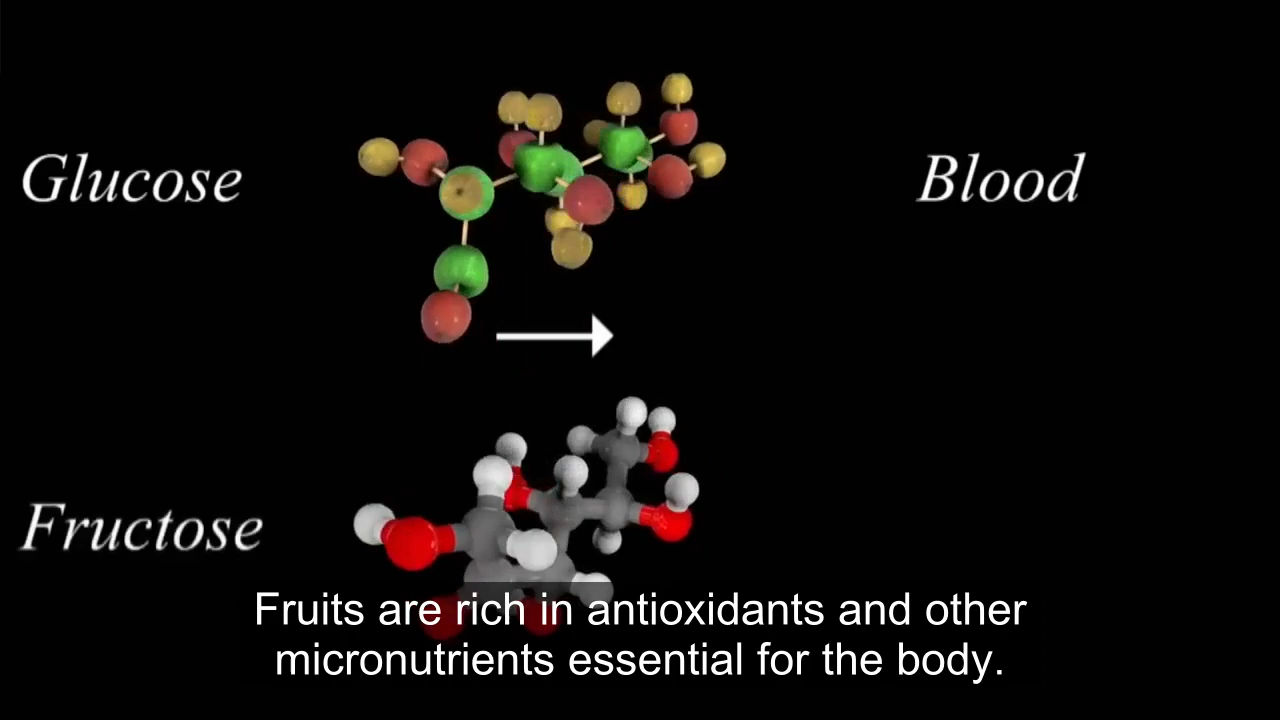 Glucose
Blood
Fructose
Fruits are rich in antioxidants and other
micronutrients essential for the body.